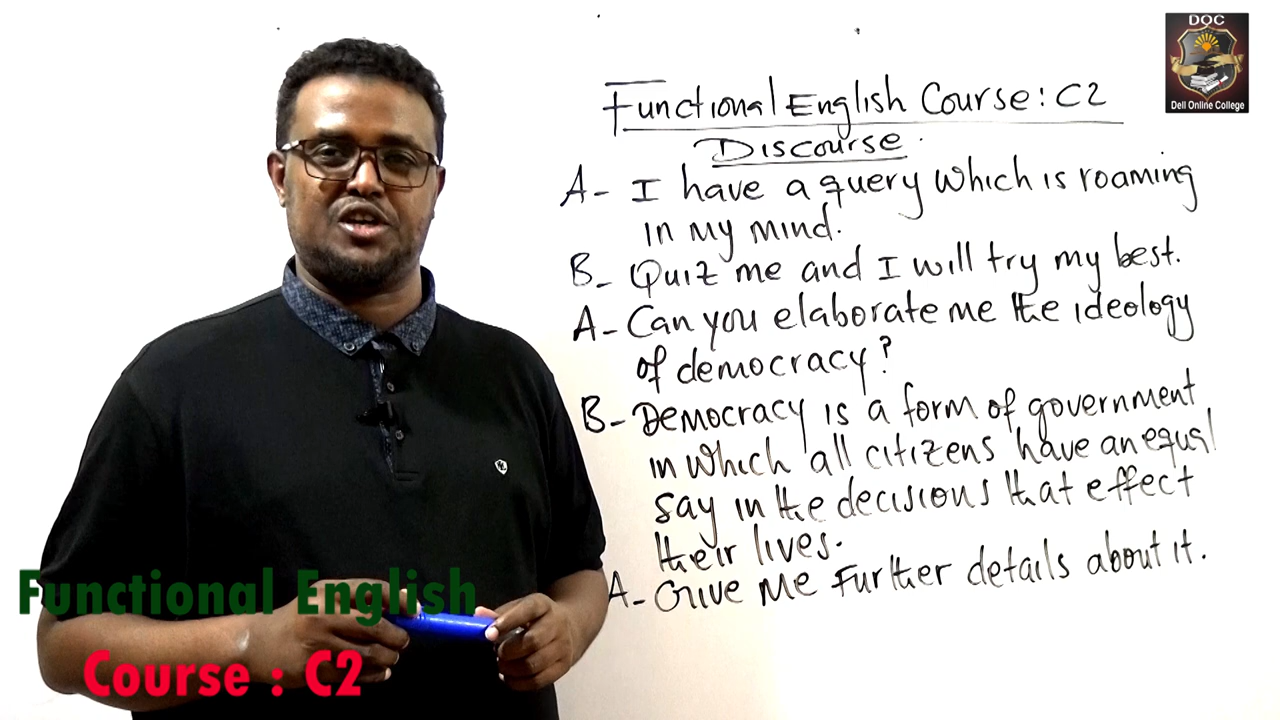 DOC
Dell Online College
Functional English Course: C2
Discourse.
A- I have a query which is roaming
in my mind.
B- Quiz me and I will try my best.
A- Can you elaborate me the ideology
of democracy?
B- Democracy is a form of government
in which all citizens have an equal
say in the decisions that effect
their lives.
A- Give Me Further details about it.
Functional English
Course : C2